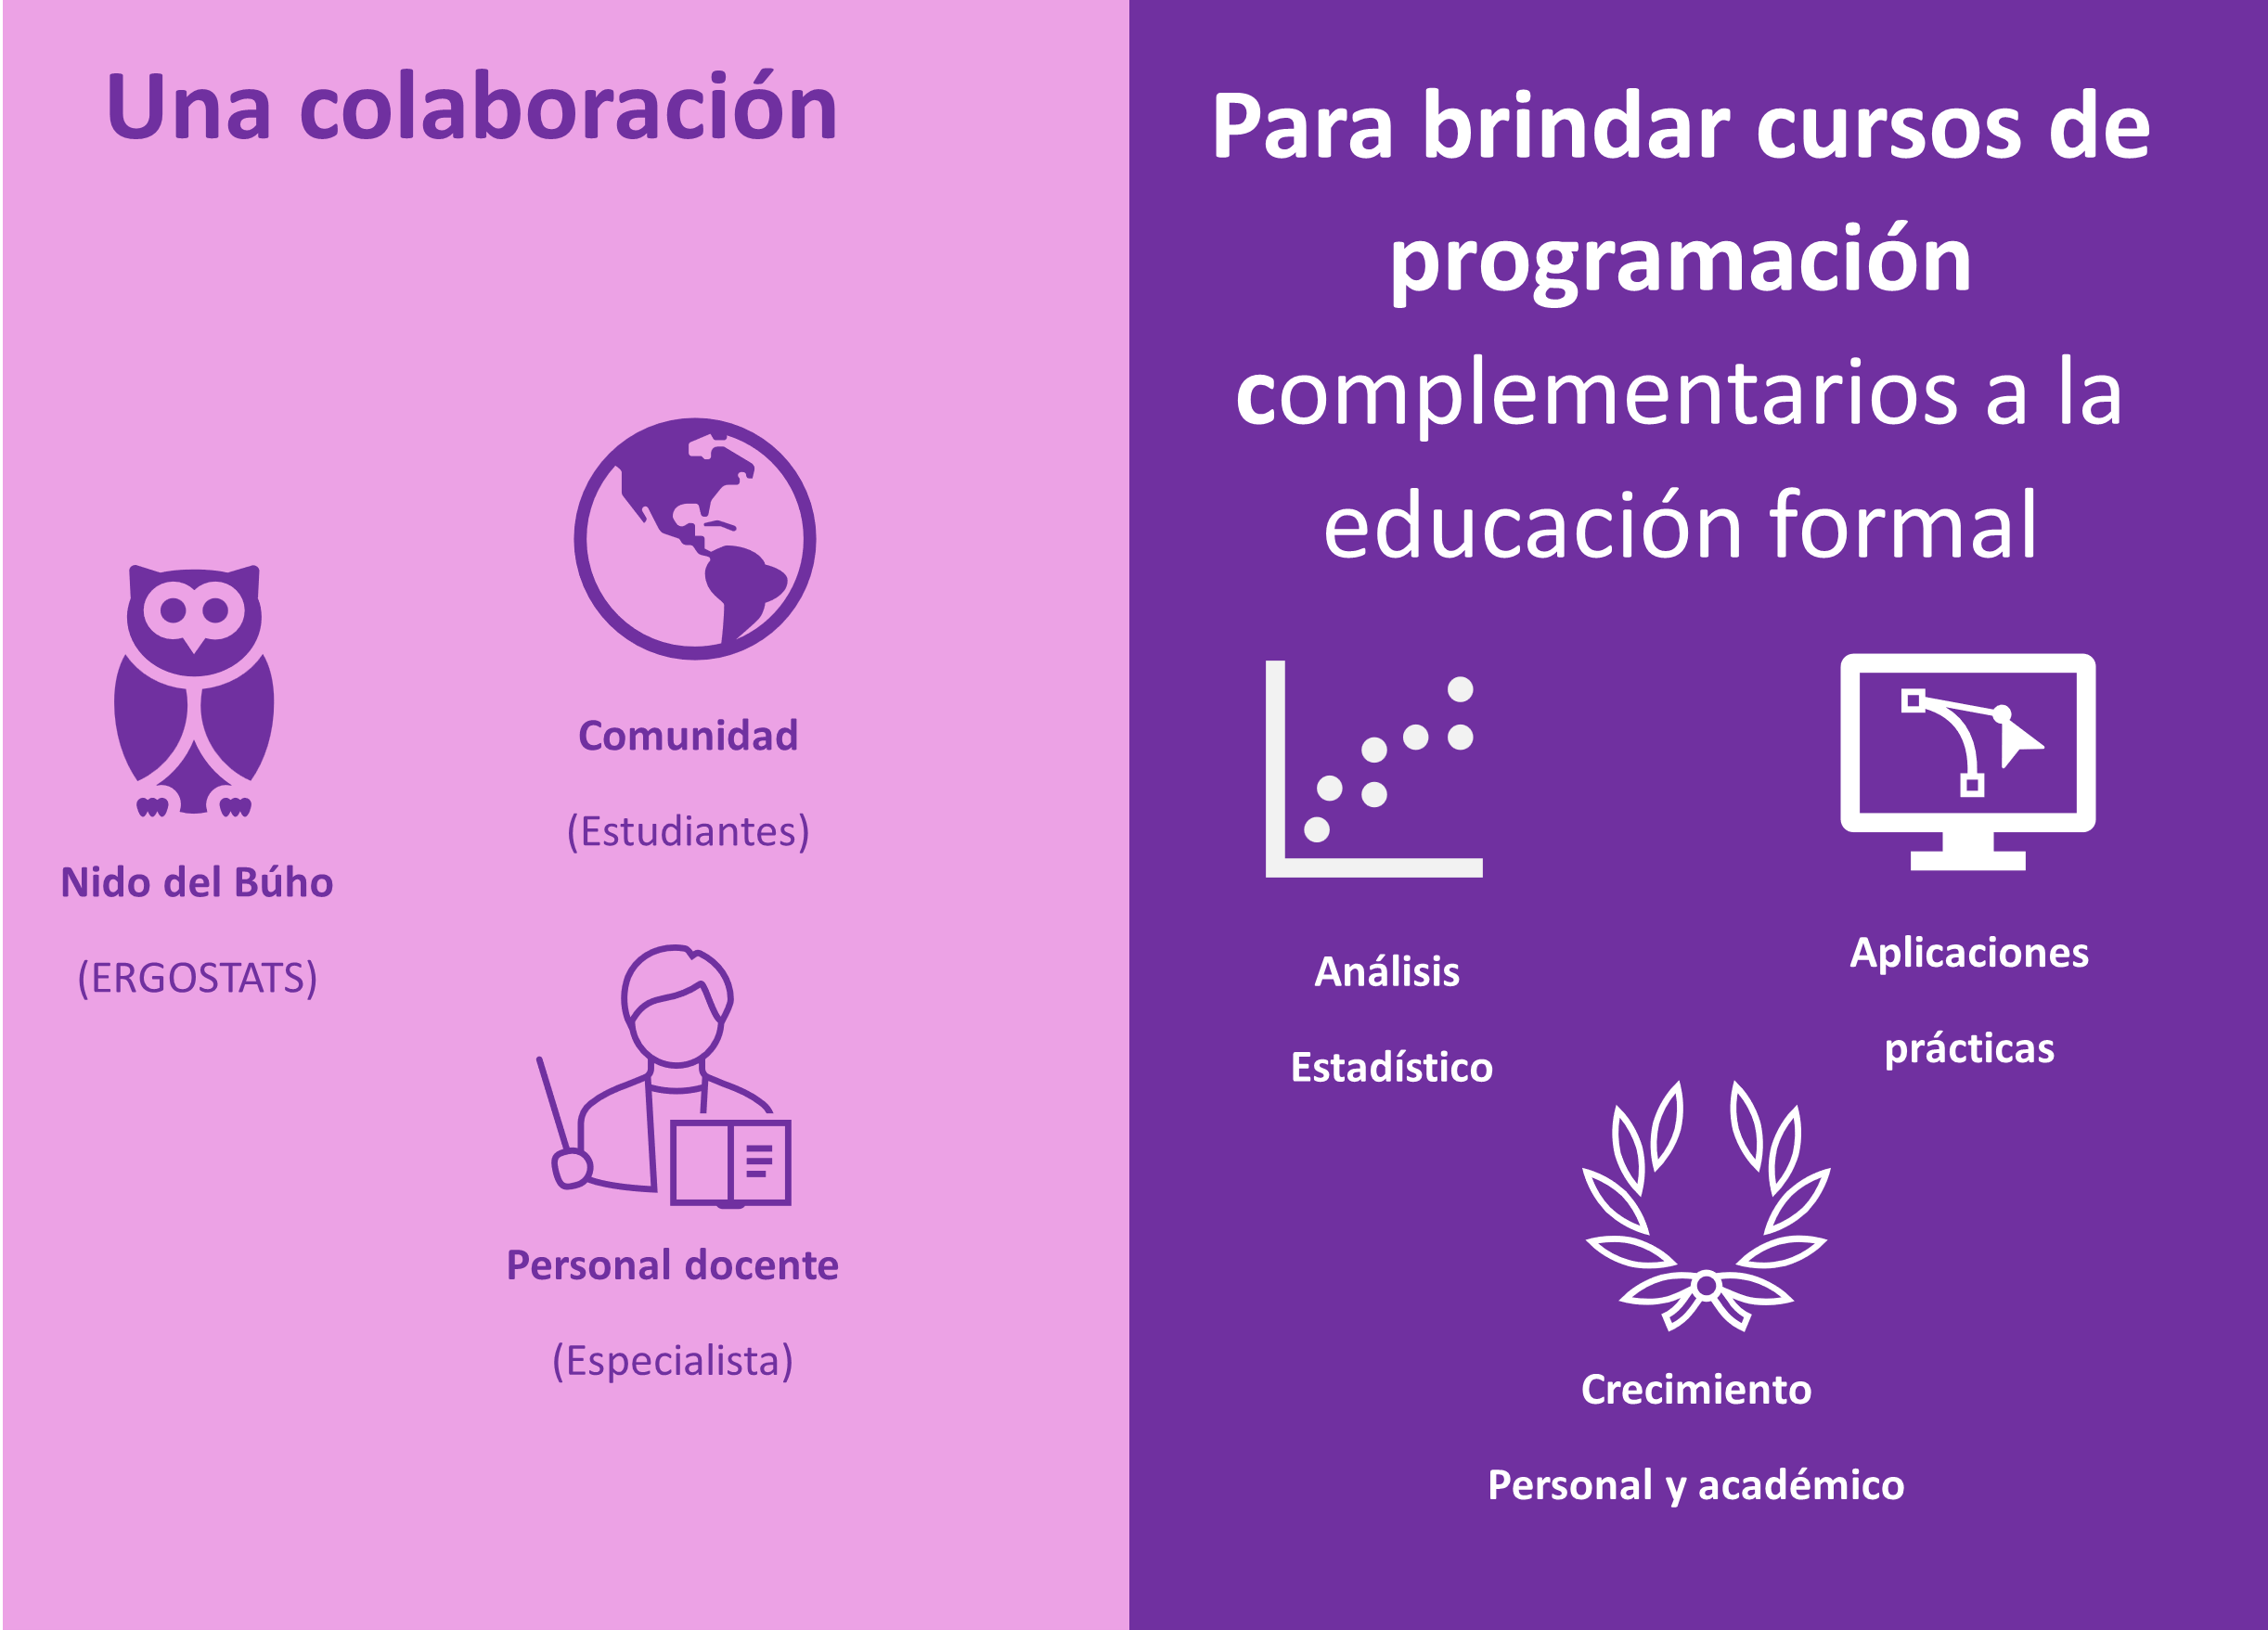 Una colaboración
Comunidad
(Estudiantes)
Nido del Búho
(ERGOSTATS)
Personal docente
(Especialista)
Para brindar cursos de
programación
complementarios a la
educación formal
Análisis
Estadístico
Aplicaciones
prácticas
Crecimiento
Personal y académico